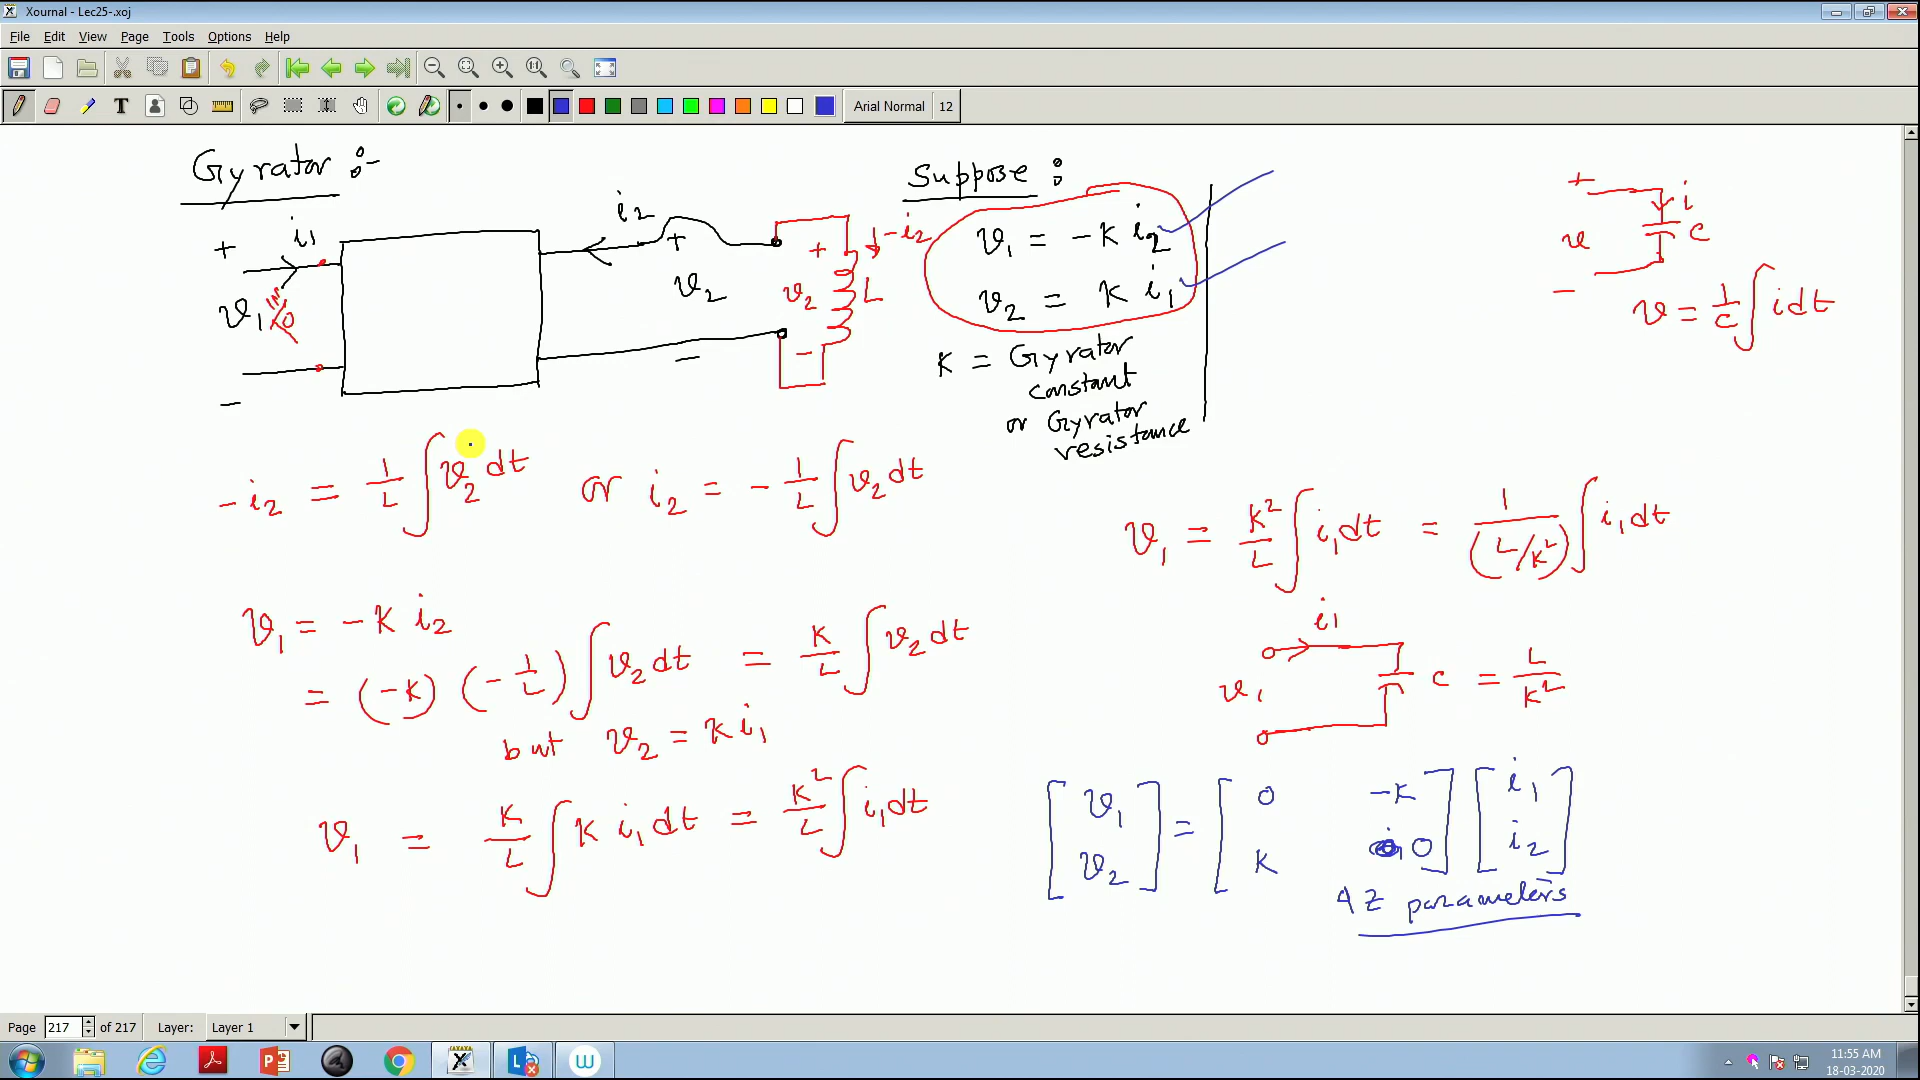 Xournal - Lec25-.xoj
File Edit View Page Tools Options Help
Arial Normal 12
Gyrator :-
Suppose :
+ i1 i2 + v2 -
v1
+ v2 - L -i2
v1 = -K i2
v2 = K i1
K = Gyrator
constant
or Gyrator
resistance
+ v - i C
v = 1/C ∫ i dt
-i2 = 1/L ∫ v2 dt or i2 = - 1/L ∫ v2 dt
v1 = -K i2
= (-K) (-1/L) ∫ v2 dt = K/L ∫ v2 dt
but v2 = K i1
v1 = K/L ∫ K i1 dt = K²/L ∫ i1 dt
v1 = K²/L ∫ i1 dt = 1/(L/K²) ∫ i1 dt
i1
v1 C = L/K²
[v1 v2] = [0 -K K 0] [i1 i2]
4 Z parameters
Page 217 of 217 Layer: Layer 1
11:55 AM
18-03-2020